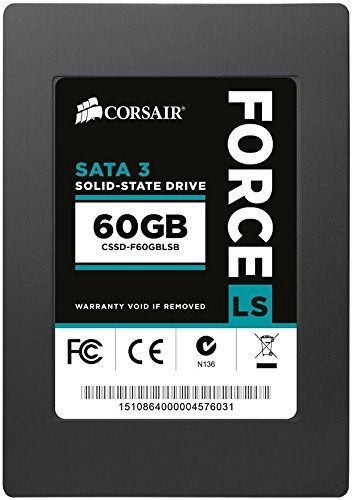 CORSAIR
SATA 3
SOLID-STATE DRIVE
60GB
CSSD-F60GBLSB
WARRANTY VOID IF REMOVED
FORCE LS
FC CE N136
1510864000004576031